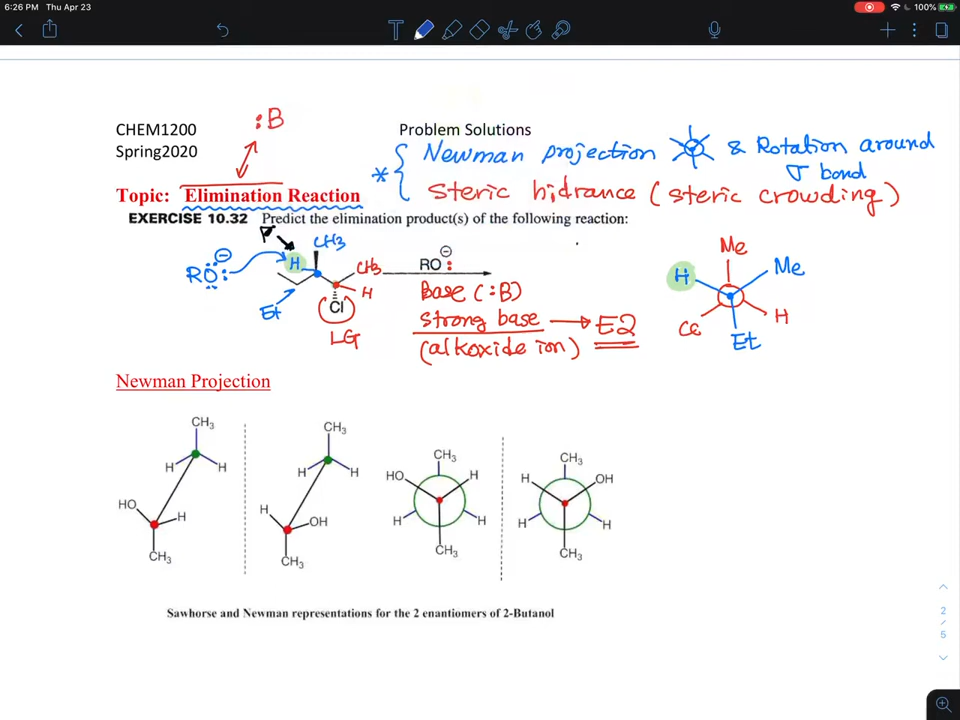 6:26 PM Thu Apr 23
100%
T
:B
CHEM1200
Spring2020
Problem Solutions
Newman projection & Rotation around
σ bond
* steric hidrance (steric crowding)
Topic: Elimination Reaction
EXERCISE 10.32 Predict the elimination product(s) of the following reaction:
CH3
H
RO:⊖
CH3
H
Et
Cl
LG
RO:⊖
Base (:B)
strong base → E2
(alkoxide ion)
Me
H
Me
Cl
H
Et
Newman Projection
CH3
H
H
HO
H
CH3
CH3
H
H
H
OH
CH3
CH3
HO
H
H
H
CH3
CH3
H
OH
H
H
CH3
Sawhorse and Newman representations for the 2 enantiomers of 2-Butanol
2
/
5